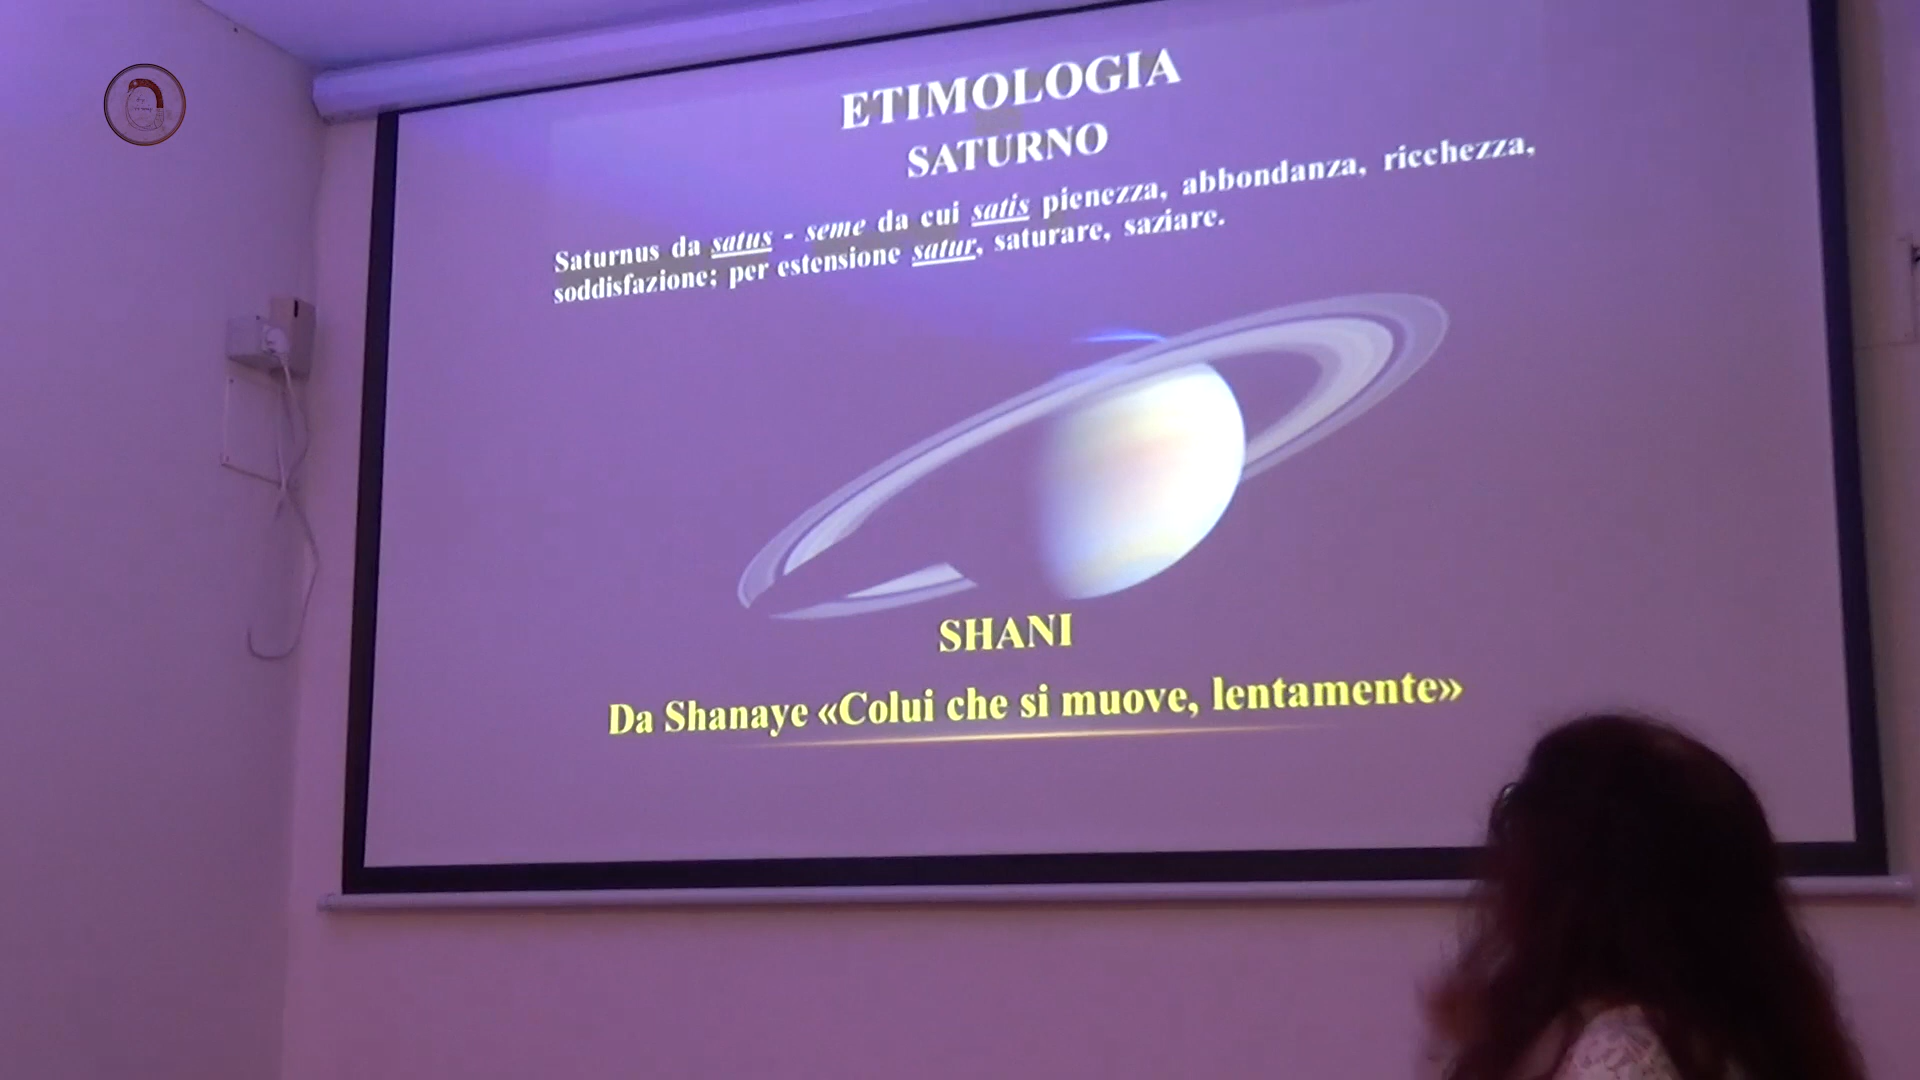 ETIMOLOGIA
SATURNO
Saturnus da satus - seme da cui satis pienezza, abbondanza, ricchezza,
soddisfazione; per estensione satur, saturare, saziare.
SHANI
Da Shanaye «Colui che si muove, lentamente»